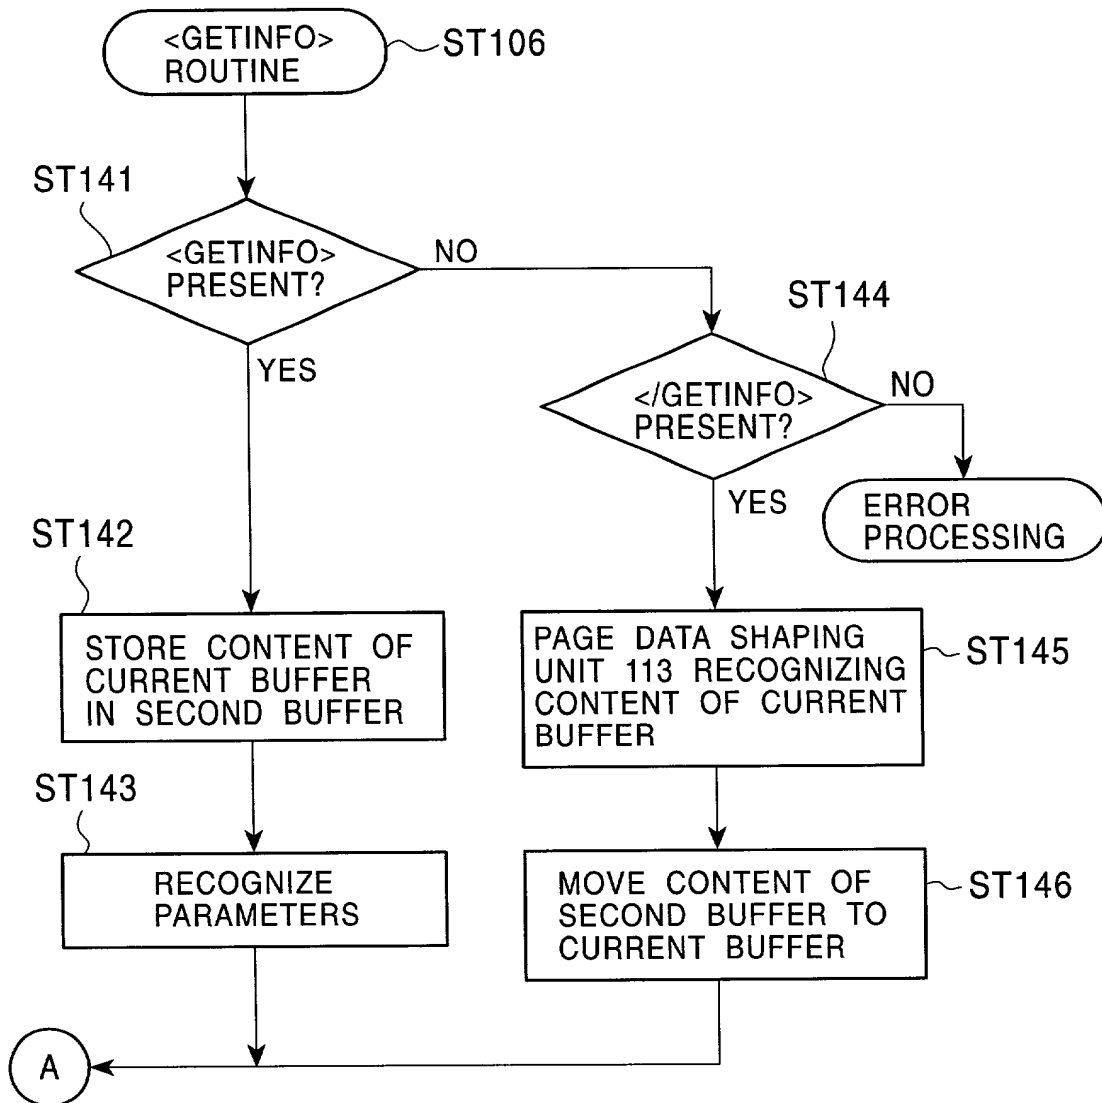 <GETINFO>
ROUTINE
ST106
ST141
<GETINFO>
PRESENT?
NO
YES
ST144
</GETINFO>
PRESENT?
NO
YES
ERROR
PROCESSING
ST142
STORE CONTENT OF
CURRENT BUFFER
IN SECOND BUFFER
PAGE DATA SHAPING
UNIT 113 RECOGNIZING
CONTENT OF CURRENT
BUFFER
ST145
ST143
RECOGNIZE
PARAMETERS
MOVE CONTENT OF
SECOND BUFFER TO
CURRENT BUFFER
ST146
A